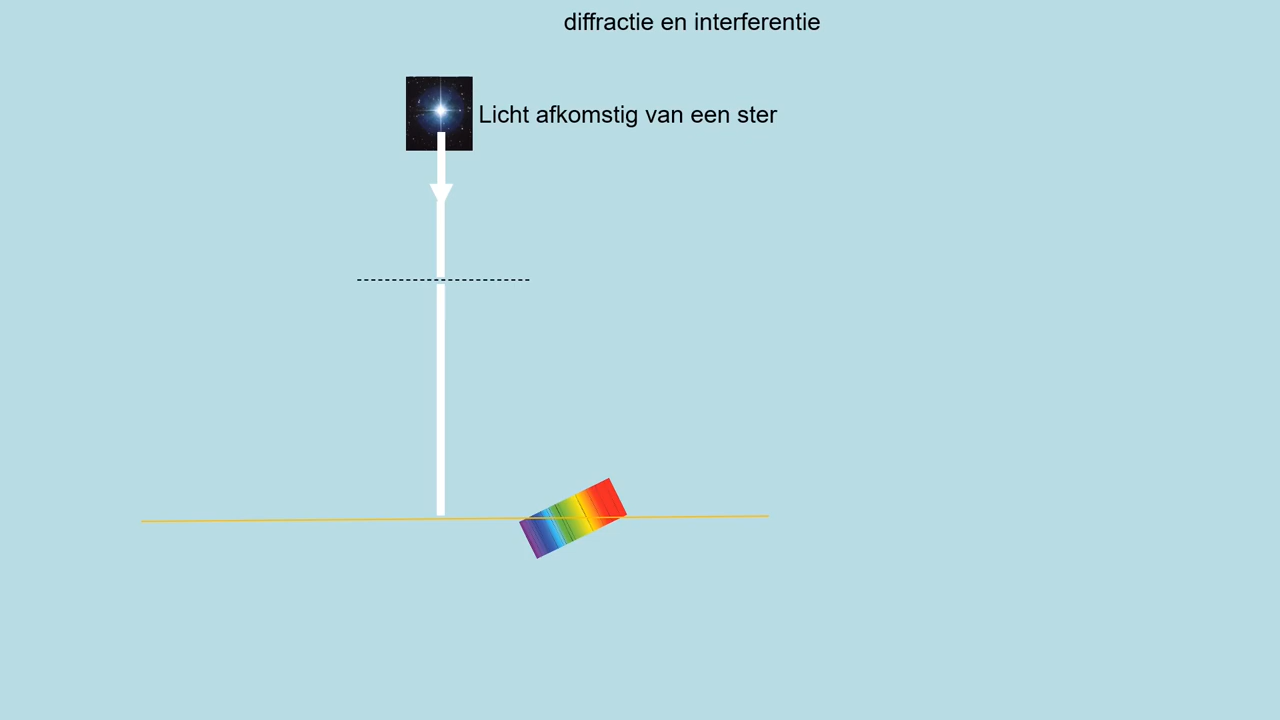 diffractie en interferentie
Licht afkomstig van een ster